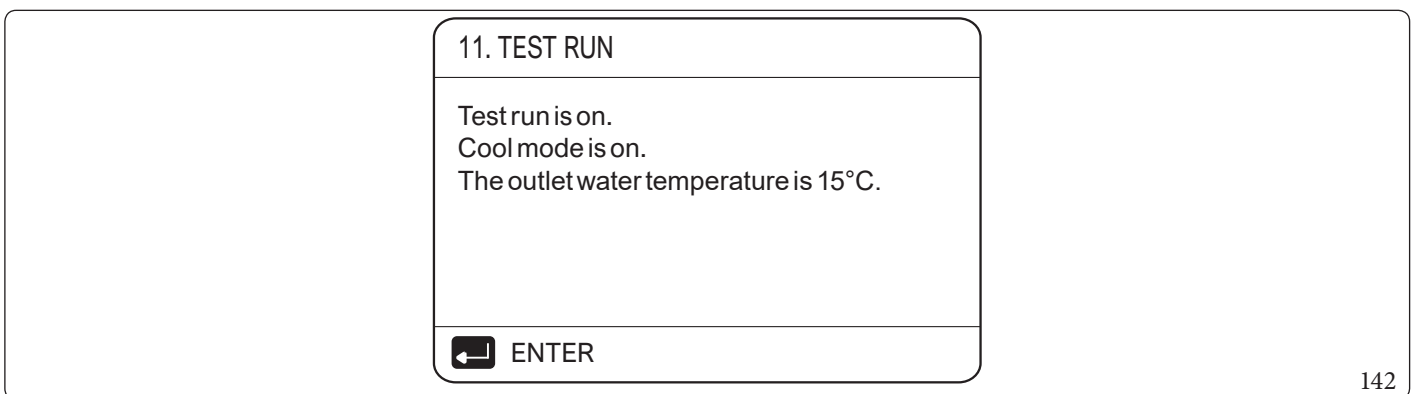 11. TEST RUN
Test run is on.
Cool mode is on.
The outlet water temperature is 15°C.
ENTER
142